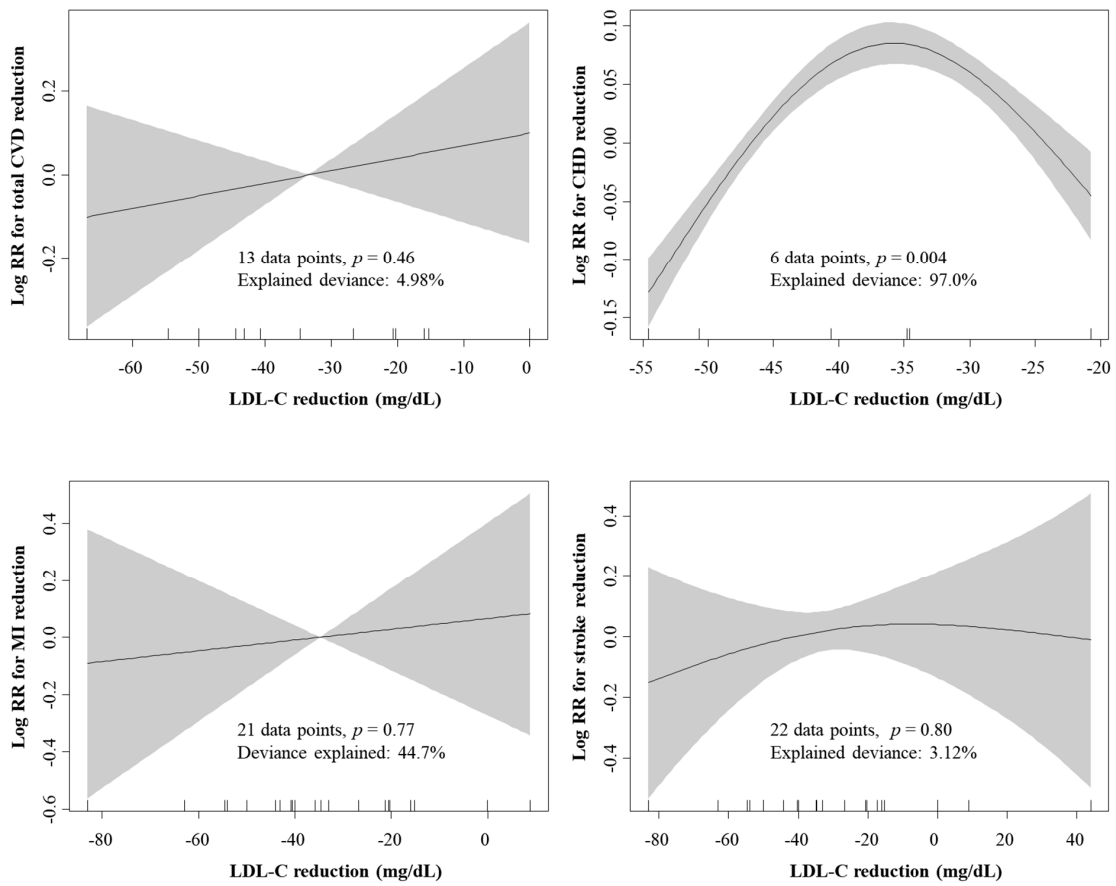 Log RR for total CVD reduction
0.2
0.0
-0.2
13 data points, p = 0.46
Explained deviance: 4.98%
-60 -50 -40 -30 -20 -10 0
LDL-C reduction (mg/dL)
Log RR for CHD reduction
0.10
0.05
0.00
-0.05
-0.10
-0.15
6 data points, p = 0.004
Explained deviance: 97.0%
-55 -50 -45 -40 -35 -30 -25 -20
LDL-C reduction (mg/dL)
Log RR for MI reduction
0.4
0.2
0.0
-0.2
-0.4
-0.6
21 data points, p = 0.77
Deviance explained: 44.7%
-80 -60 -40 -20 0
LDL-C reduction (mg/dL)
Log RR for stroke reduction
0.4
0.2
0.0
-0.2
-0.4
22 data points, p = 0.80
Explained deviance: 3.12%
-80 -60 -40 -20 0 20 40
LDL-C reduction (mg/dL)